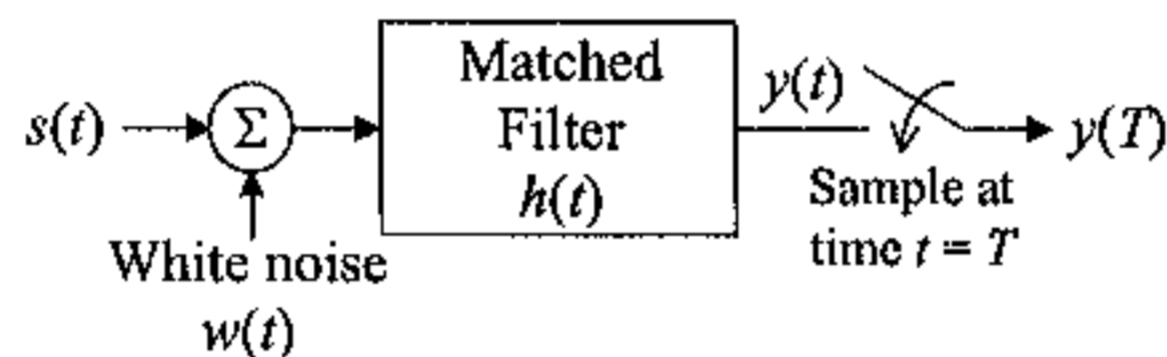 s(t)
Σ
White noise
w(t)
Matched
Filter
h(t)
y(t)
Sample at
time t = T
y(T)